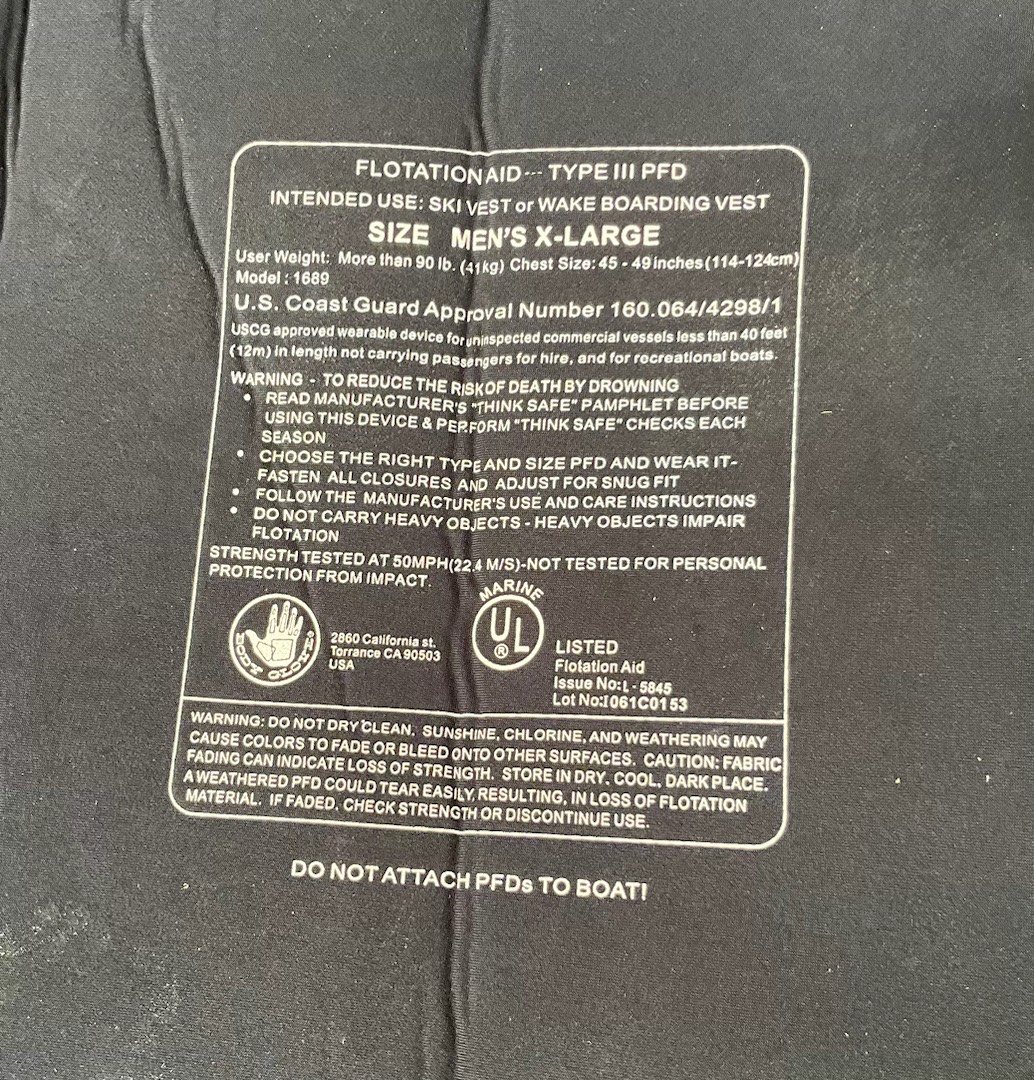 FLOTATION AID --- TYPE III PFD
INTENDED USE: SKI VEST or WAKE BOARDING VEST
SIZE MEN'S X-LARGE
User Weight: More than 90 lb. (41kg) Chest Size: 45 - 49 inches (114-124cm)
Model : 1689
U.S. Coast Guard Approval Number 160.064/4298/1
USCG approved wearable device for uninspected commercial vessels less than 40 feet
(12m) in length not carrying passengers for hire, and for recreational boats.
WARNING - TO REDUCE THE RISK OF DEATH BY DROWNING
• READ MANUFACTURER'S "THINK SAFE" PAMPHLET BEFORE
USING THIS DEVICE & PERFORM "THINK SAFE" CHECKS EACH
SEASON
• CHOOSE THE RIGHT TYPE AND SIZE PFD AND WEAR IT-
FASTEN ALL CLOSURES AND ADJUST FOR SNUG FIT
• FOLLOW THE MANUFACTURER'S USE AND CARE INSTRUCTIONS
• DO NOT CARRY HEAVY OBJECTS - HEAVY OBJECTS IMPAIR
FLOTATION
STRENGTH TESTED AT 50MPH(22.4 M/S)-NOT TESTED FOR PERSONAL
PROTECTION FROM IMPACT.
BODY GLOVE®
2860 California st.
Torrance CA 90503
USA
MARINE
UL
®
LISTED
Flotation Aid
Issue No:L - 5845
Lot No:1061C0153
WARNING: DO NOT DRY CLEAN. SUNSHINE, CHLORINE, AND WEATHERING MAY
CAUSE COLORS TO FADE OR BLEED ONTO OTHER SURFACES. CAUTION: FABRIC
FADING CAN INDICATE LOSS OF STRENGTH. STORE IN DRY, COOL, DARK PLACE.
A WEATHERED PFD COULD TEAR EASILY, RESULTING, IN LOSS OF FLOTATION
MATERIAL. IF FADED, CHECK STRENGTH OR DISCONTINUE USE.
DO NOT ATTACH PFDs TO BOAT!